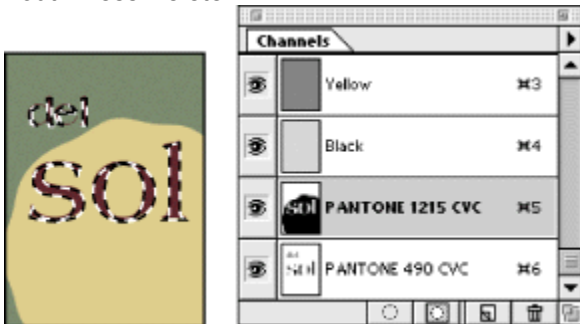 Channels
del
sol
Yellow ⌘3
Black ⌘4
PANTONE 1215 CVC ⌘5
PANTONE 490 CVC ⌘6